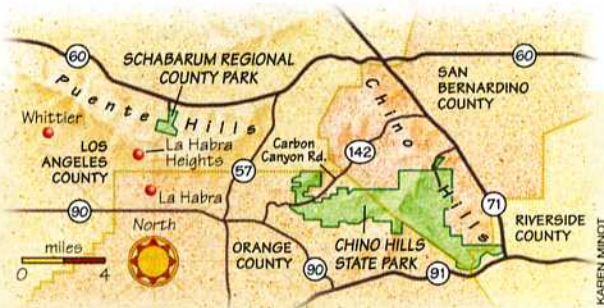 60
SCHABARUM REGIONAL
COUNTY PARK
60
SAN
BERNARDINO
COUNTY
Puente Hills
Chino Hills
Whittier
LOS
ANGELES
COUNTY
La Habra
Heights
57
Carbon
Canyon Rd.
142
La Habra
90
North
miles
0 4
ORANGE
COUNTY
90
CHINO HILLS
STATE PARK
91
71
RIVERSIDE
COUNTY
KAREN MINOT